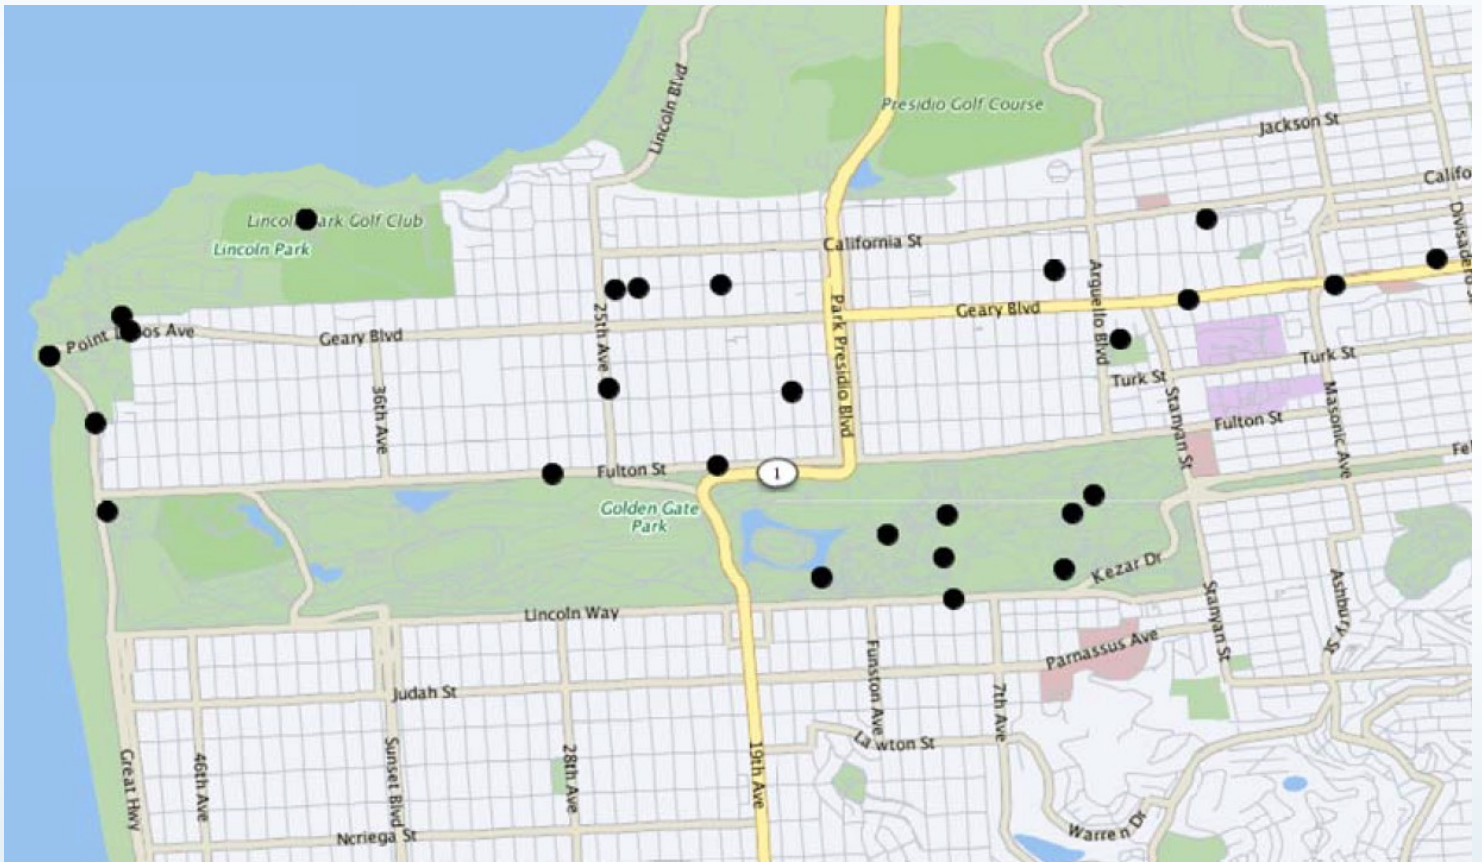 Lincoln Blvd
Presidio Golf Course
Jackson St
Califo
Lincol ark Golf Club
Lincoln Park
California St
Divisadero S
Arguello Blvd
25th Ave
Park Presidio Blvd
Geary Blvd
Point L os Ave
Geary Blvd
Turk St
Turk St
36th Ave
Masonic Ave
Stanyan St
Fulton St
Fel
Fulton St
1
Golden Gate
Park
Kezar Dr
Ashbury St
Stanyan St
Lincoln Way
Funston Ave
Parnassus Ave
7th Ave
Judah St
Lawton St
Great Hwy
46th Ave
Sunset Blvd
28th Ave
19th Ave
Warren Dr
Noriega St